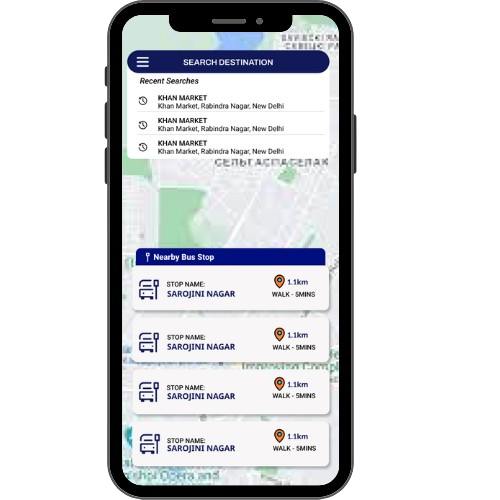 SEARCH DESTINATION
Recent Searches
KHAN MARKET
Khan Market, Rabindra Nagar, New Delhi
KHAN MARKET
Khan Market, Rabindra Nagar, New Delhi
KHAN MARKET
Khan Market, Rabindra Nagar, New Delhi
Nearby Bus Stop
STOP NAME:
SAROJINI NAGAR
1.1km
WALK - 5MINS
STOP NAME:
SAROJINI NAGAR
1.1km
WALK - 5MINS
STOP NAME:
SAROJINI NAGAR
1.1km
WALK - 5MINS
STOP NAME:
SAROJINI NAGAR
1.1km
WALK - 5MINS
Opera and